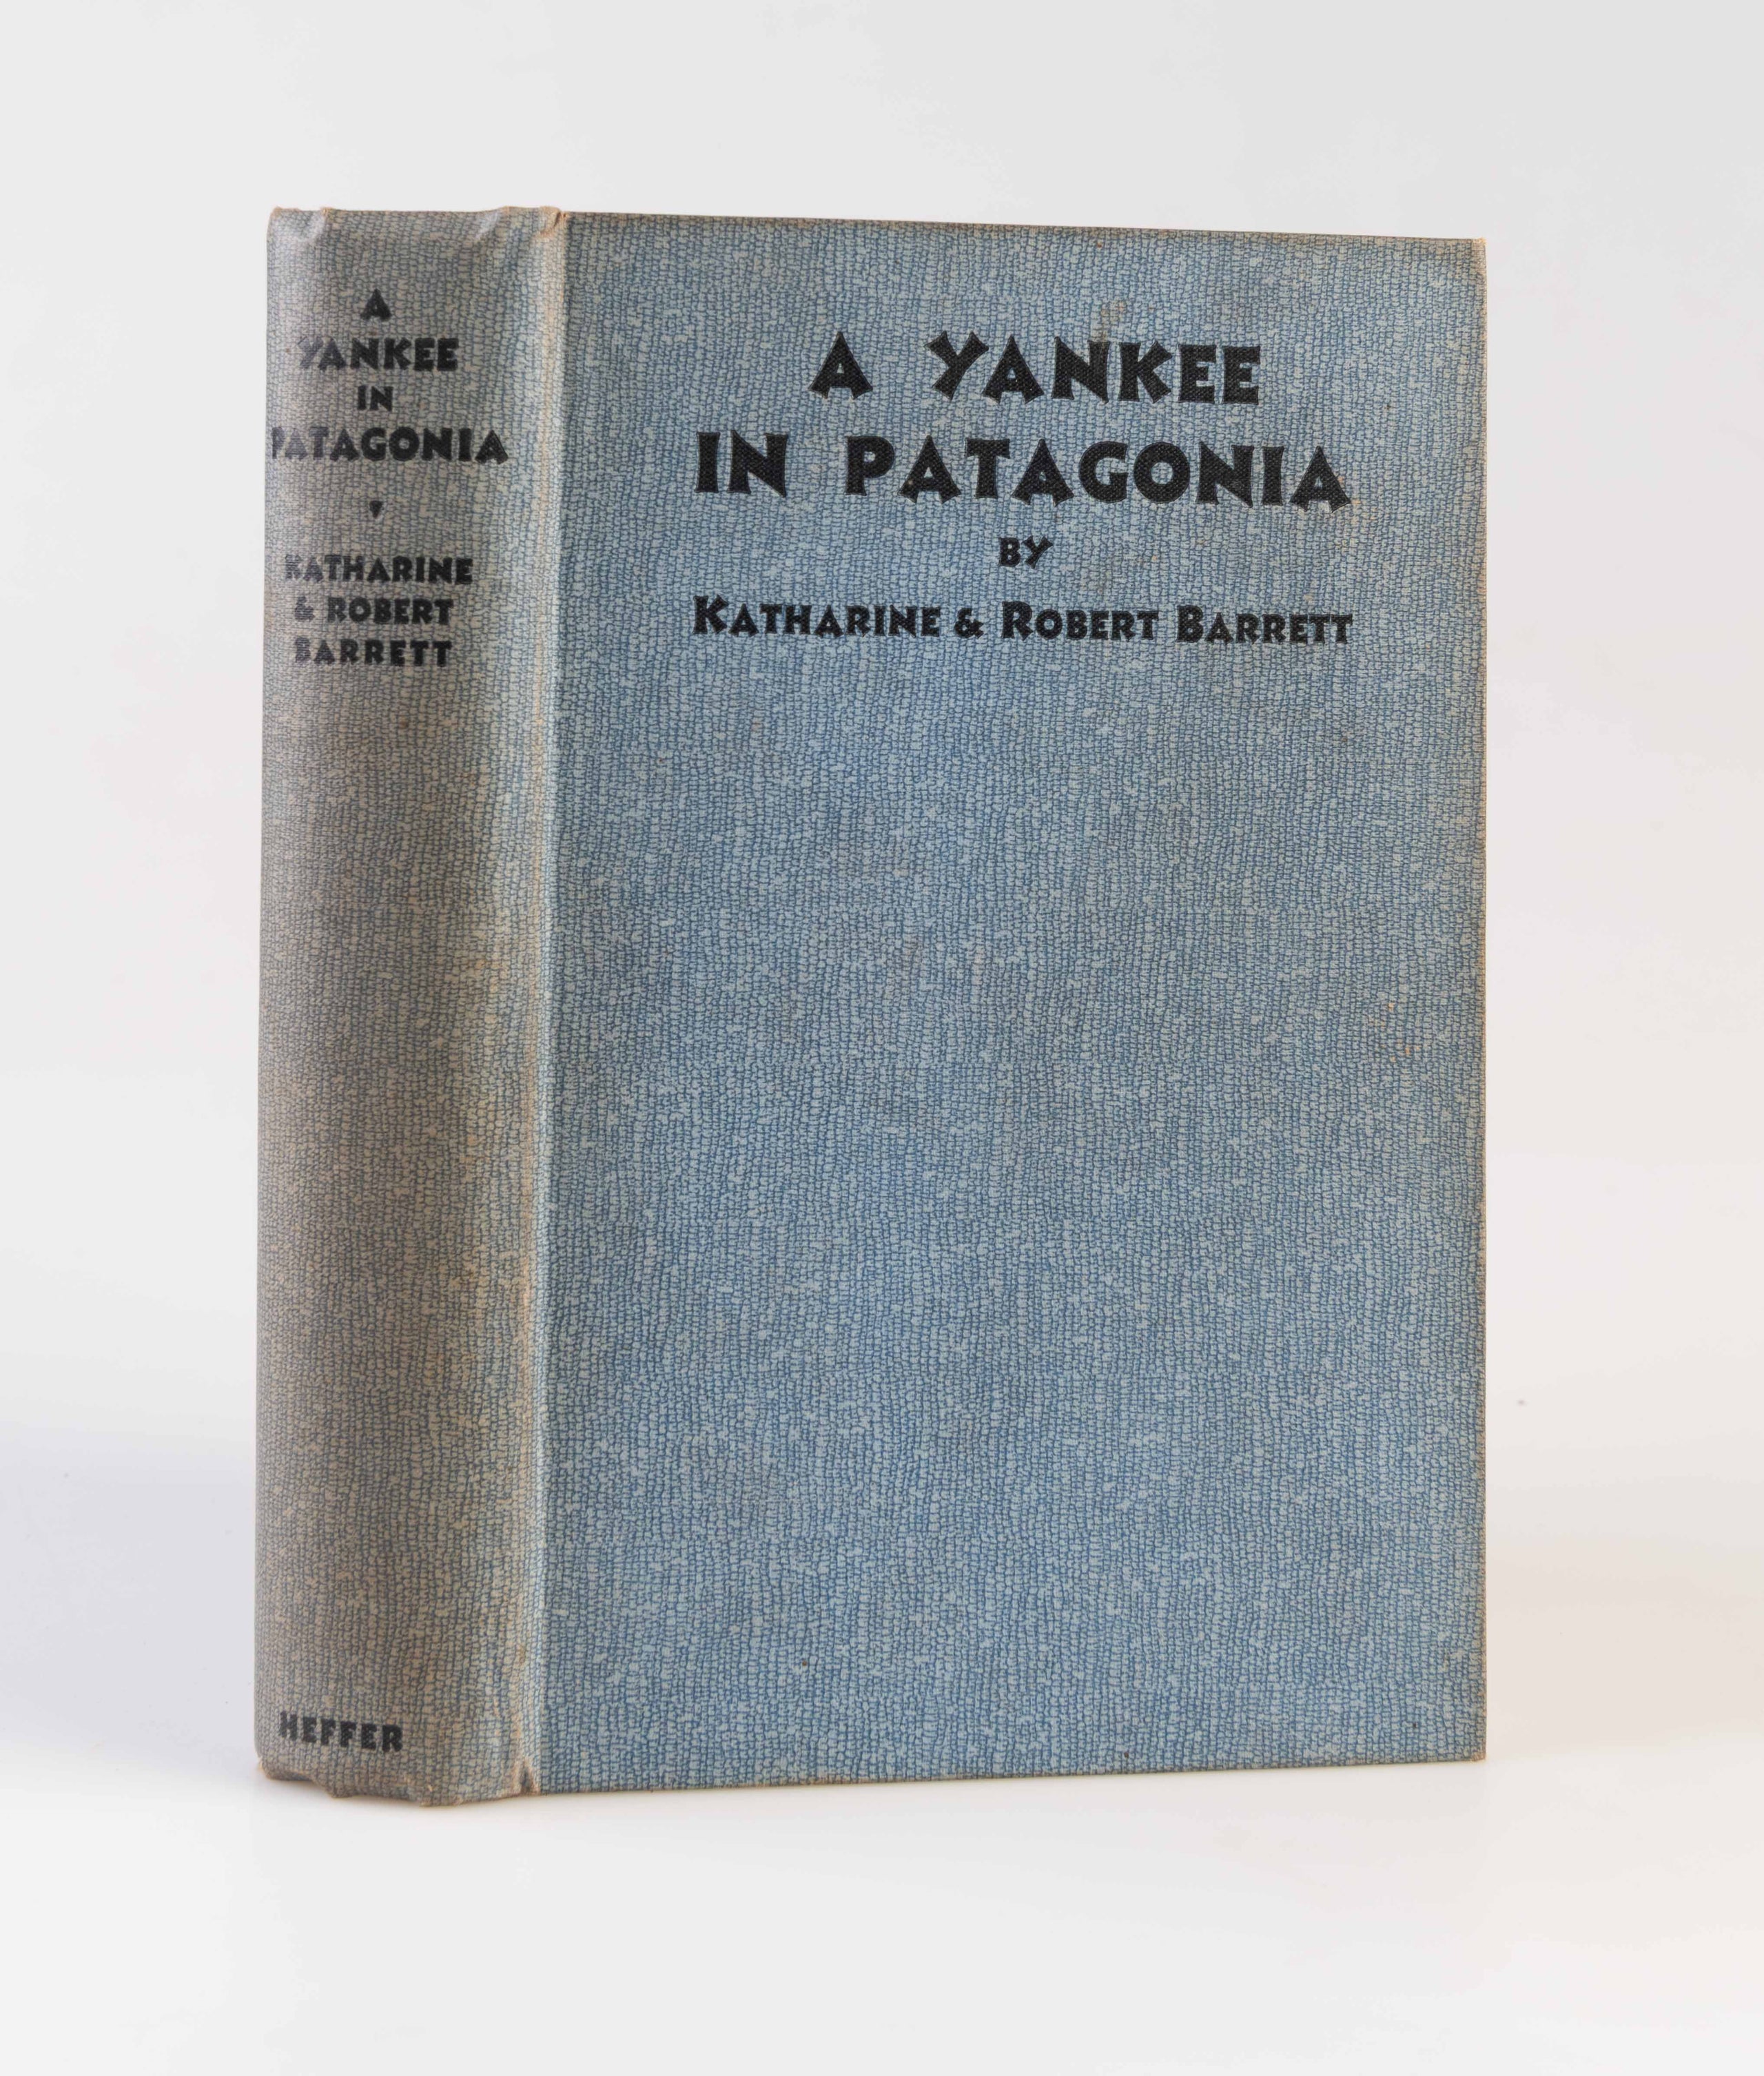 A
YANKEE
IN
PATAGONIA
KATHARINE
& ROBERT
BARRETT
HEFFER
A YANKEE
IN PATAGONIA
BY
KATHARINE & ROBERT BARRETT